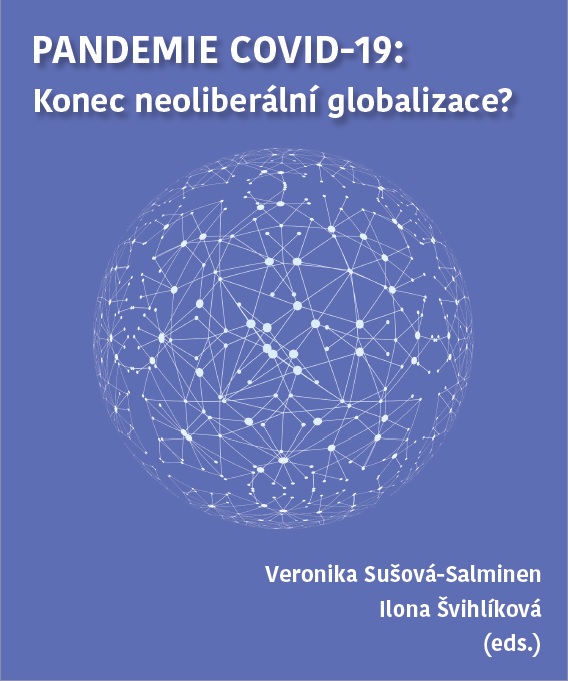 PANDEMIE COVID-19:
Konec neoliberální globalizace?
Veronika Sušová-Salminen
Ilona Švihlíková
(eds.)